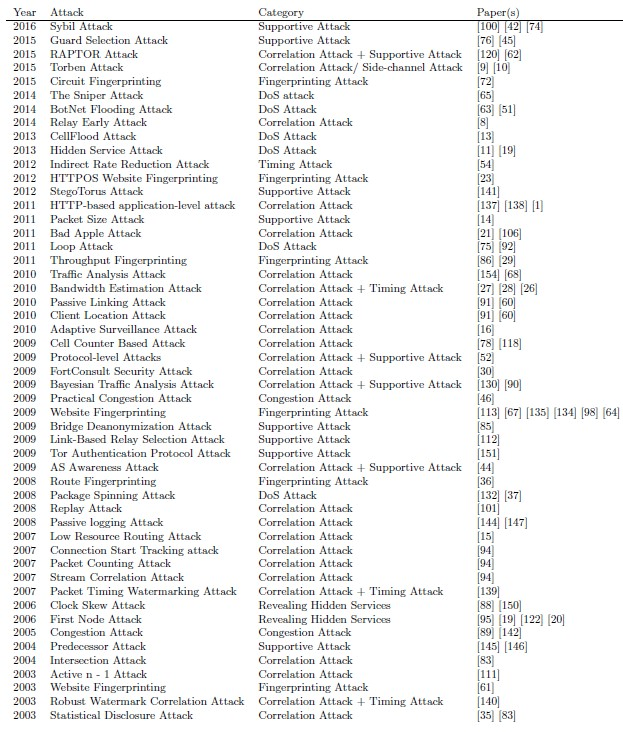 Year Attack Category Paper(s)
2016 Sybil Attack Supportive Attack [100] [42] [74]
2015 Guard Selection Attack Supportive Attack [76] [45]
2015 RAPTOR Attack Correlation Attack + Supportive Attack [120] [62]
2015 Torben Attack Correlation Attack/ Side-channel Attack [9] [10]
2015 Circuit Fingerprinting Fingerprinting Attack [72]
2014 The Sniper Attack DoS attack [65]
2014 BotNet Flooding Attack DoS Attack [63] [51]
2014 Relay Early Attack Correlation Attack [8]
2013 CellFlood Attack DoS Attack [13]
2013 Hidden Service Attack DoS Attack [11] [19]
2012 Indirect Rate Reduction Attack Timing Attack [54]
2012 HTTPOS Website Fingerprinting Fingerprinting Attack [23]
2012 StegoTorus Attack Supportive Attack [141]
2011 HTTP-based application-level attack Correlation Attack [137] [138] [1]
2011 Packet Size Attack Supportive Attack [14]
2011 Bad Apple Attack Correlation Attack [21] [106]
2011 Loop Attack DoS Attack [75] [92]
2011 Throughput Fingerprinting Fingerprinting Attack [86] [29]
2010 Traffic Analysis Attack Correlation Attack [154] [68]
2010 Bandwidth Estimation Attack Correlation Attack + Timing Attack [27] [28] [26]
2010 Passive Linking Attack Correlation Attack [91] [60]
2010 Client Location Attack Correlation Attack [91] [60]
2010 Adaptive Surveillance Attack Correlation Attack [16]
2009 Cell Counter Based Attack Correlation Attack [78] [118]
2009 Protocol-level Attacks Correlation Attack + Supportive Attack [52]
2009 FortConsult Security Attack Correlation Attack [30]
2009 Bayesian Traffic Analysis Attack Correlation Attack + Supportive Attack [130] [90]
2009 Practical Congestion Attack Congestion Attack [46]
2009 Website Fingerprinting Fingerprinting Attack [113] [67] [135] [134] [98] [64]
2009 Bridge Deanonymization Attack Supportive Attack [85]
2009 Link-Based Relay Selection Attack Supportive Attack [112]
2009 Tor Authentication Protocol Attack Supportive Attack [151]
2009 AS Awareness Attack Correlation Attack + Supportive Attack [44]
2008 Route Fingerprinting Fingerprinting Attack [36]
2008 Package Spinning Attack DoS Attack [132] [37]
2008 Replay Attack Correlation Attack [101]
2008 Passive logging Attack Correlation Attack [144] [147]
2007 Low Resource Routing Attack Correlation Attack [15]
2007 Connection Start Tracking attack Correlation Attack [94]
2007 Packet Counting Attack Correlation Attack [94]
2007 Stream Correlation Attack Correlation Attack [94]
2007 Packet Timing Watermarking Attack Correlation Attack + Timing Attack [139]
2006 Clock Skew Attack Revealing Hidden Services [88] [150]
2006 First Node Attack Revealing Hidden Services [95] [19] [122] [20]
2005 Congestion Attack Congestion Attack [89] [142]
2004 Predecessor Attack Supportive Attack [145] [146]
2004 Intersection Attack Correlation Attack [83]
2003 Active n - 1 Attack Correlation Attack [111]
2003 Website Fingerprinting Fingerprinting Attack [61]
2003 Robust Watermark Correlation Attack Correlation Attack + Timing Attack [140]
2003 Statistical Disclosure Attack Correlation Attack [35] [83]